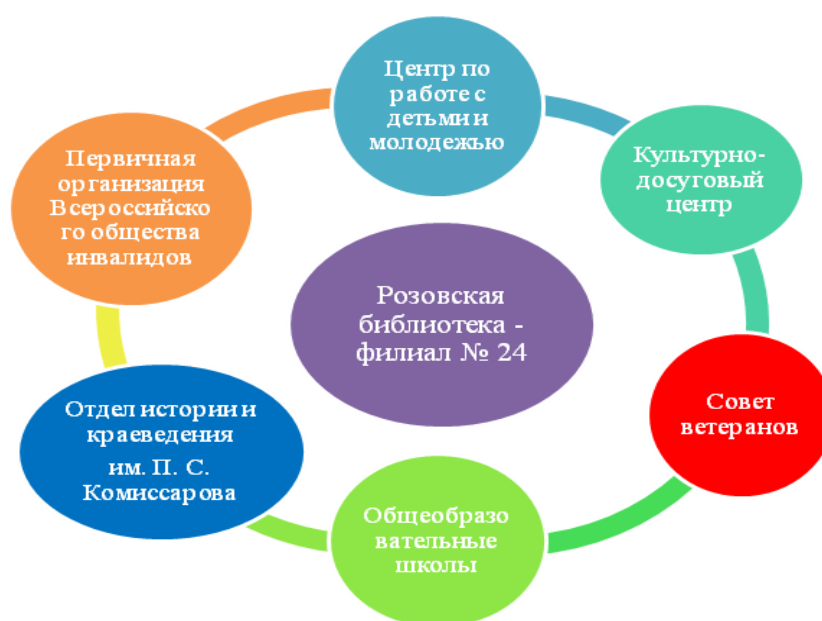 Центр по
работе с
детьми и
молодежью
Культурно-
досуговый
центр
Совет
ветеранов
Общеобразо
вательные
школы
Отдел истории и
краеведения
им. П. С.
Комиссарова
Первичная
организация
Всероссийско
го общества
инвалидов
Розовская
библиотека -
филиал № 24